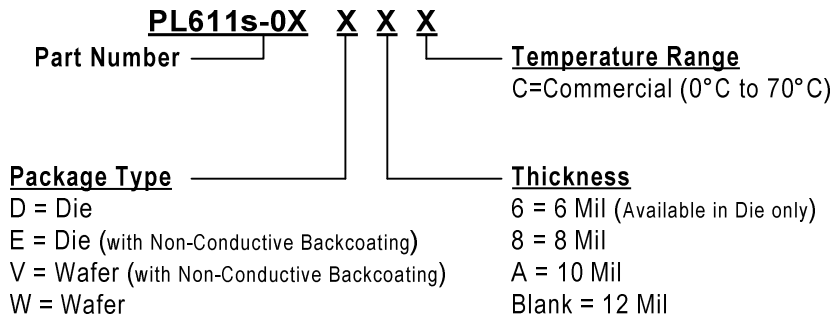 PL611s-0X X X X
Part Number
Temperature Range
C=Commercial (0°C to 70°C)
Package Type
D = Die
E = Die (with Non-Conductive Backcoating)
V = Wafer (with Non-Conductive Backcoating)
W = Wafer
Thickness
6 = 6 Mil (Available in Die only)
8 = 8 Mil
A = 10 Mil
Blank = 12 Mil